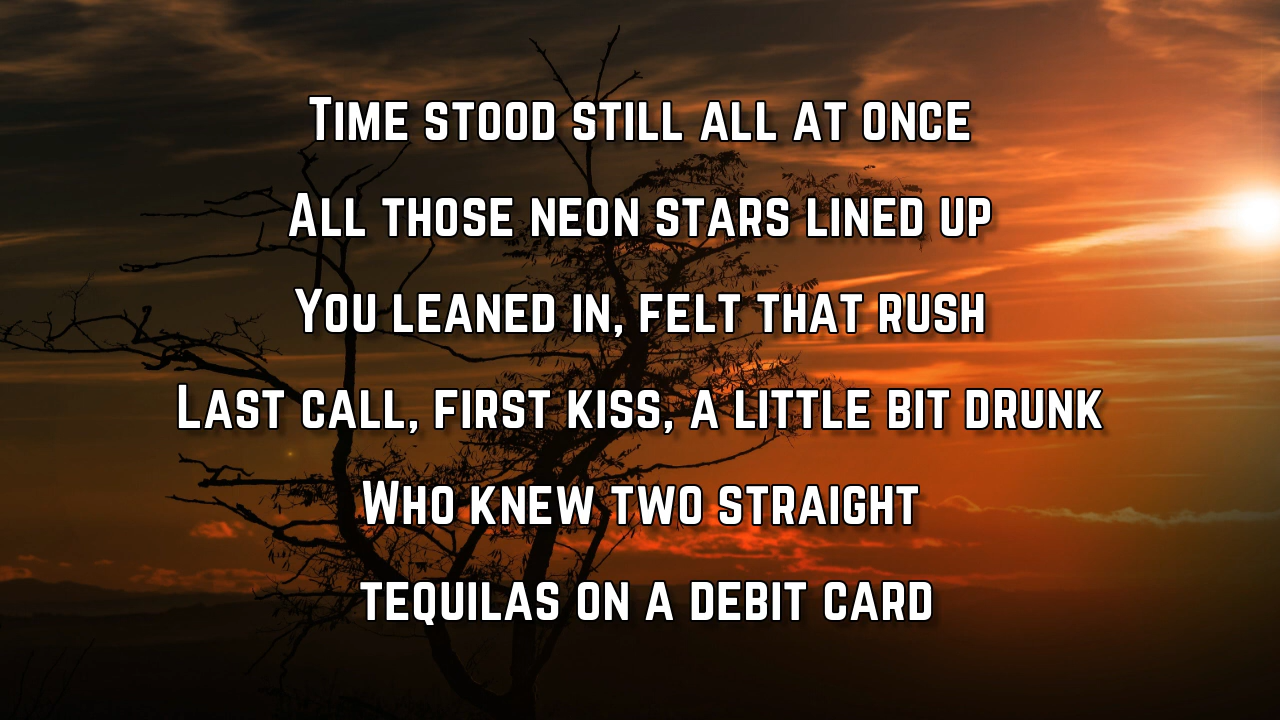 Time stood still all at once
All those neon stars lined up
You leaned in, felt that rush
Last call, first kiss, a little bit drunk
Who knew two straight
tequilas on a debit card